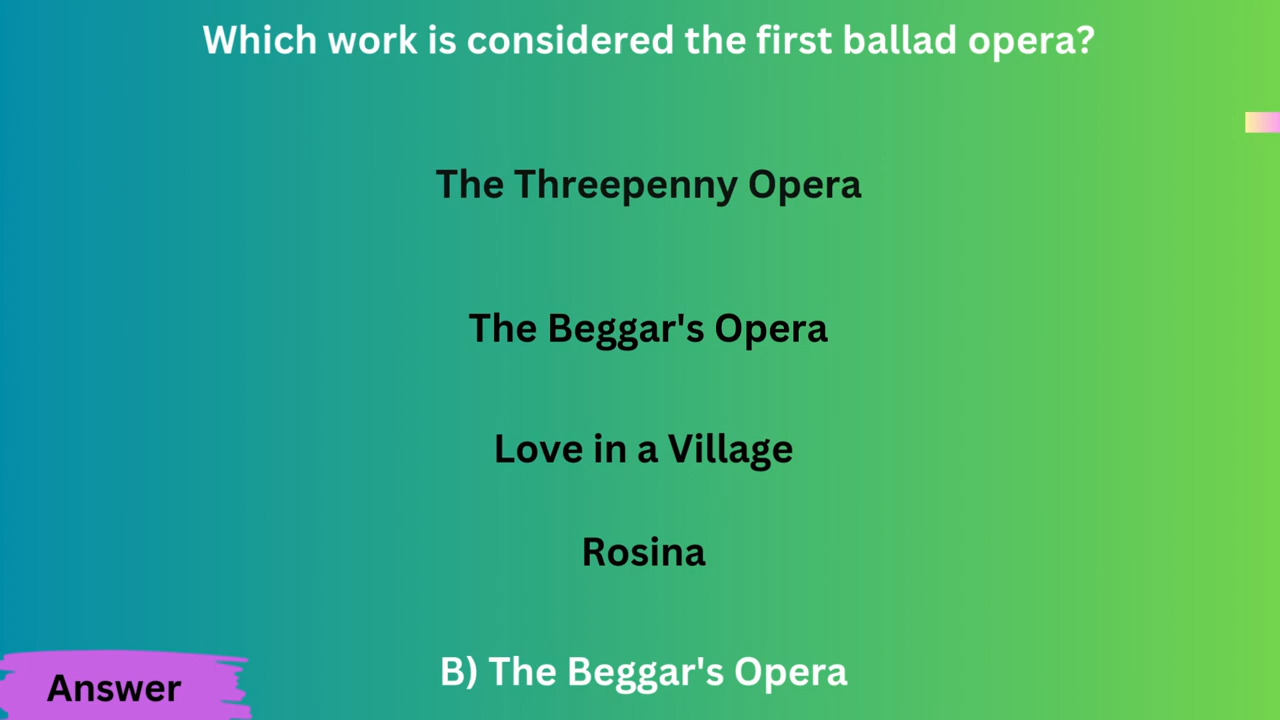 Which work is considered the first ballad opera?
The Threepenny Opera
The Beggar's Opera
Love in a Village
Rosina
Answer
B) The Beggar's Opera